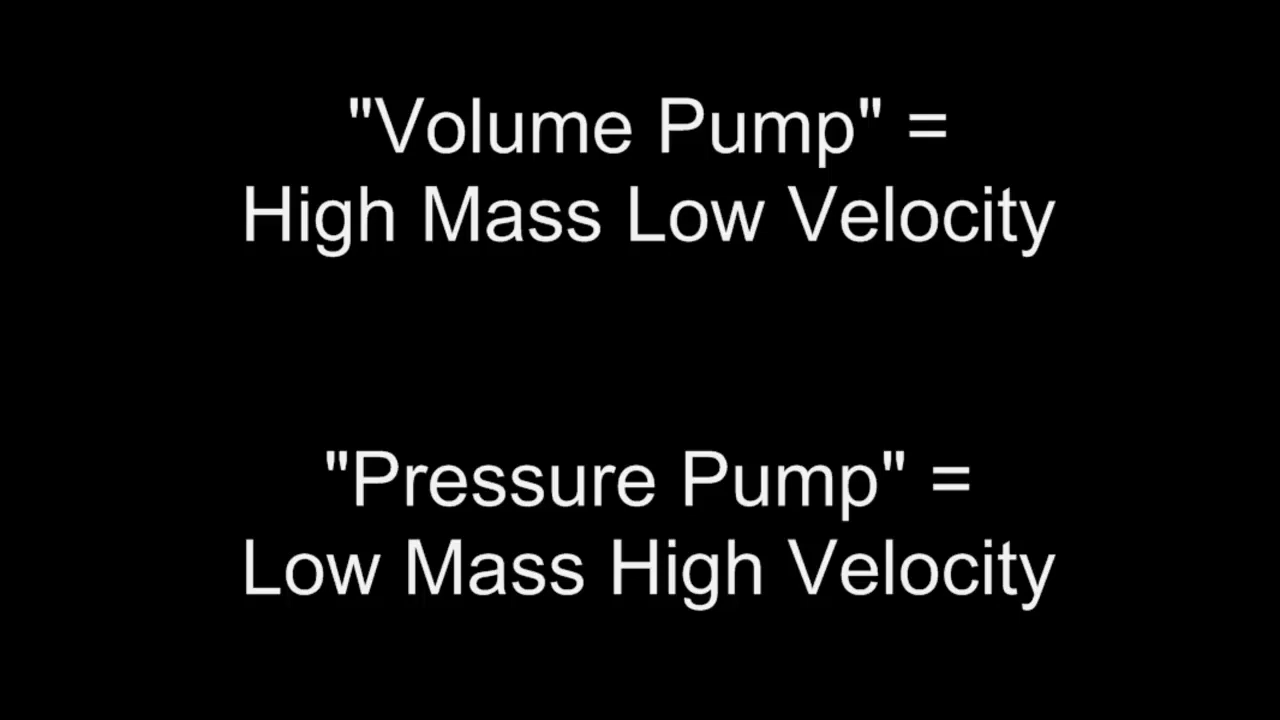 "Volume Pump" =
High Mass Low Velocity
"Pressure Pump" =
Low Mass High Velocity